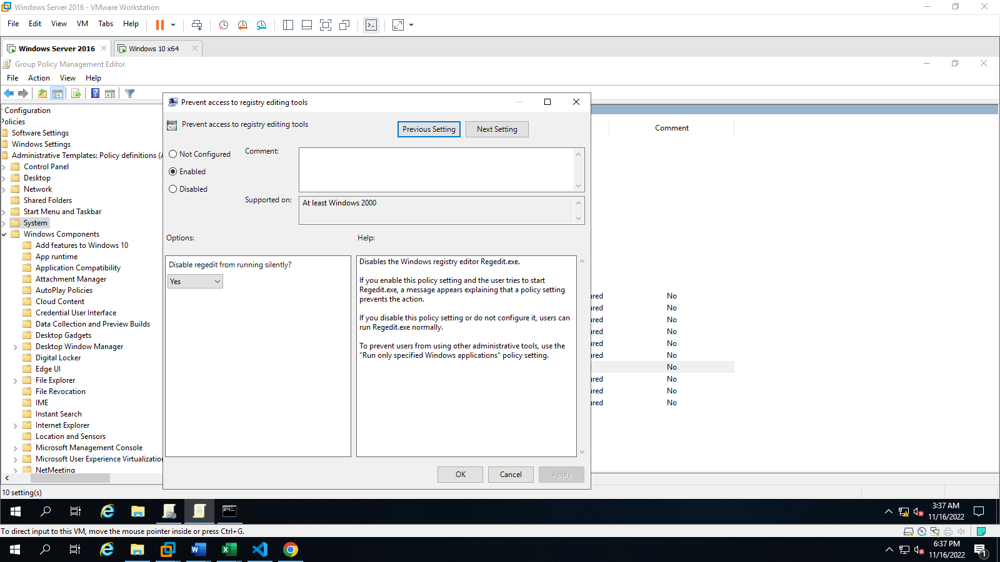 Windows Server 2016 - VMware Workstation
File Edit View VM Tabs Help
Windows Server 2016
Windows 10 x64
Group Policy Management Editor
File Action View Help
Configuration
Policies
Software Settings
Windows Settings
Administrative Templates: Policy definitions (A
Control Panel
Desktop
Network
Shared Folders
Start Menu and Taskbar
System
Windows Components
Add features to Windows 10
App runtime
Application Compatibility
Attachment Manager
AutoPlay Policies
Cloud Content
Credential User Interface
Data Collection and Preview Builds
Desktop Gadgets
Desktop Window Manager
Digital Locker
Edge UI
File Explorer
File Revocation
IME
Instant Search
Internet Explorer
Location and Sensors
Microsoft Management Console
Microsoft User Experience Virtualization
NetMeeting
Prevent access to registry editing tools
Prevent access to registry editing tools
Previous Setting
Next Setting
Not Configured
Enabled
Disabled
Comment:
Supported on:
At least Windows 2000
Options:
Help:
Disable regedit from running silently?
Yes
Disables the Windows registry editor Regedit.exe.
If you enable this policy setting and the user tries to start
Regedit.exe, a message appears explaining that a policy setting
prevents the action.
If you disable this policy setting or do not configure it, users can
run Regedit.exe normally.
To prevent users from using other administrative tools, use the
"Run only specified Windows applications" policy setting.
OK
Cancel
Apply
Comment
ured No
ured No
ured No
ured No
ured No
ured No
No
ured No
ured No
ured No
10 setting(s)
3:37 AM
11/16/2022
To direct input to this VM, move the mouse pointer inside or press Ctrl+G.
6:37 PM
11/16/2022
1